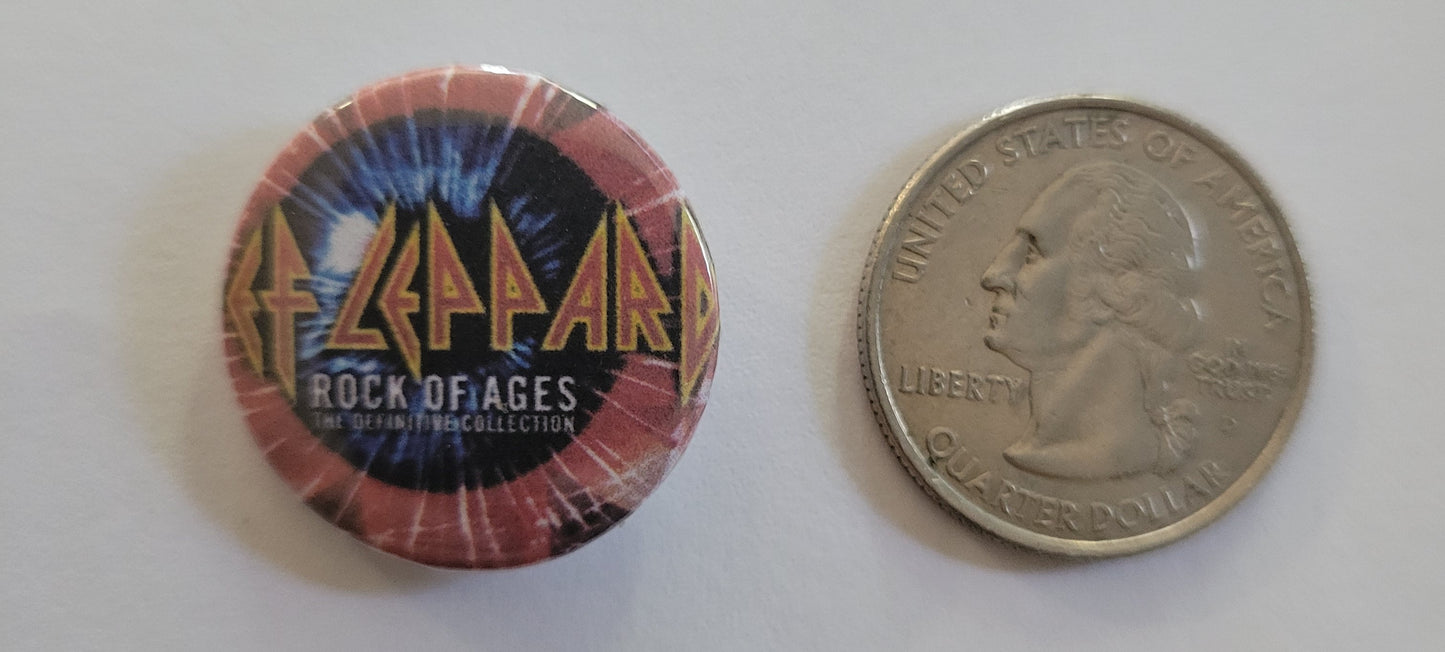 EF LEPPARD
ROCK OF AGES
THE DEFINITIVE COLLECTION
UNITED STATES OF AMERICA
LIBERTY
IN
GOD WE
TRUST
D
QUARTER DOLLAR